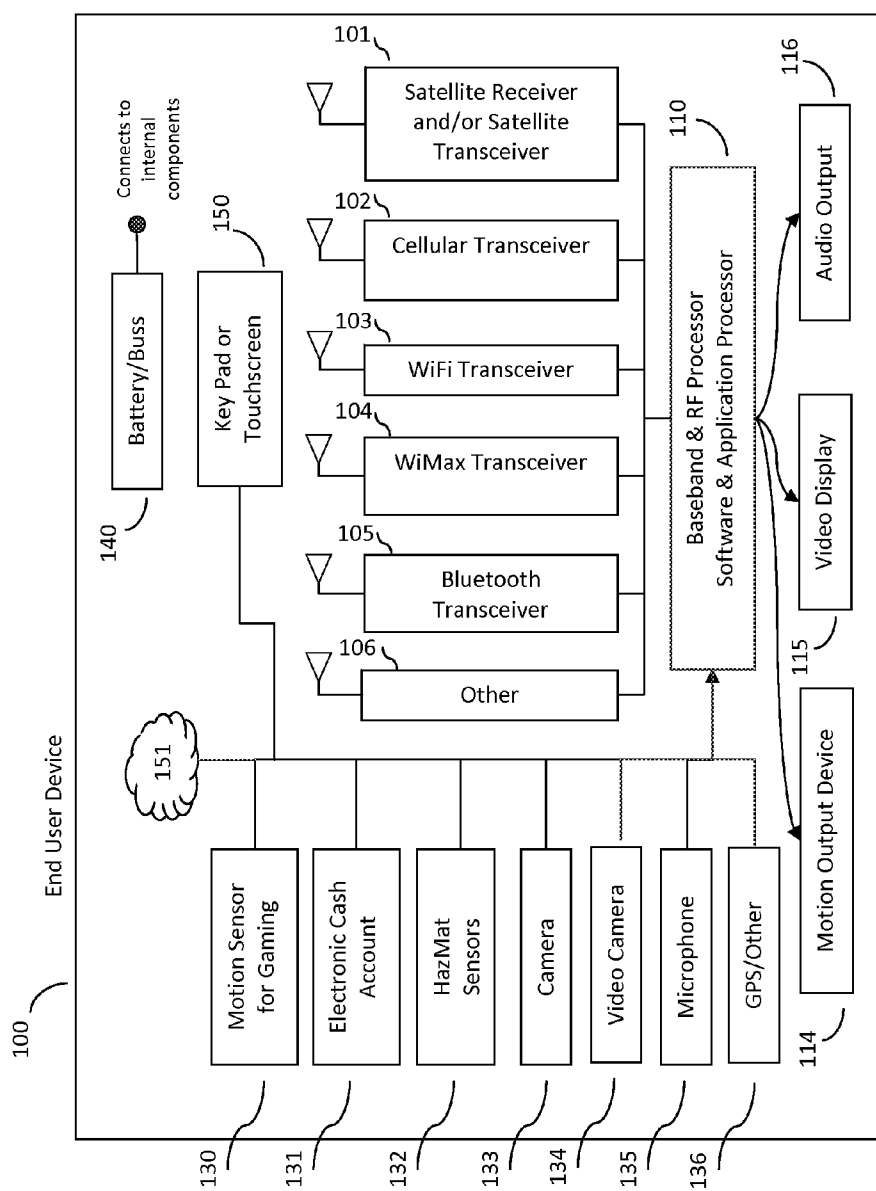 End User Device
100
151
140
Battery/Buss
Connects to
internal
components
150
Key Pad or
Touchscreen
130
Motion Sensor
for Gaming
131
Electronic Cash
Account
132
HazMat
Sensors
133
Camera
134
Video Camera
135
Microphone
136
GPS/Other
106
Other
105
Bluetooth
Transceiver
104
WiMax Transceiver
103
WiFi Transceiver
102
Cellular Transceiver
101
Satellite Receiver
and/or Satellite
Transceiver
110
Baseband & RF Processor
Software & Application Processor
114
Motion Output Device
115
Video Display
116
Audio Output